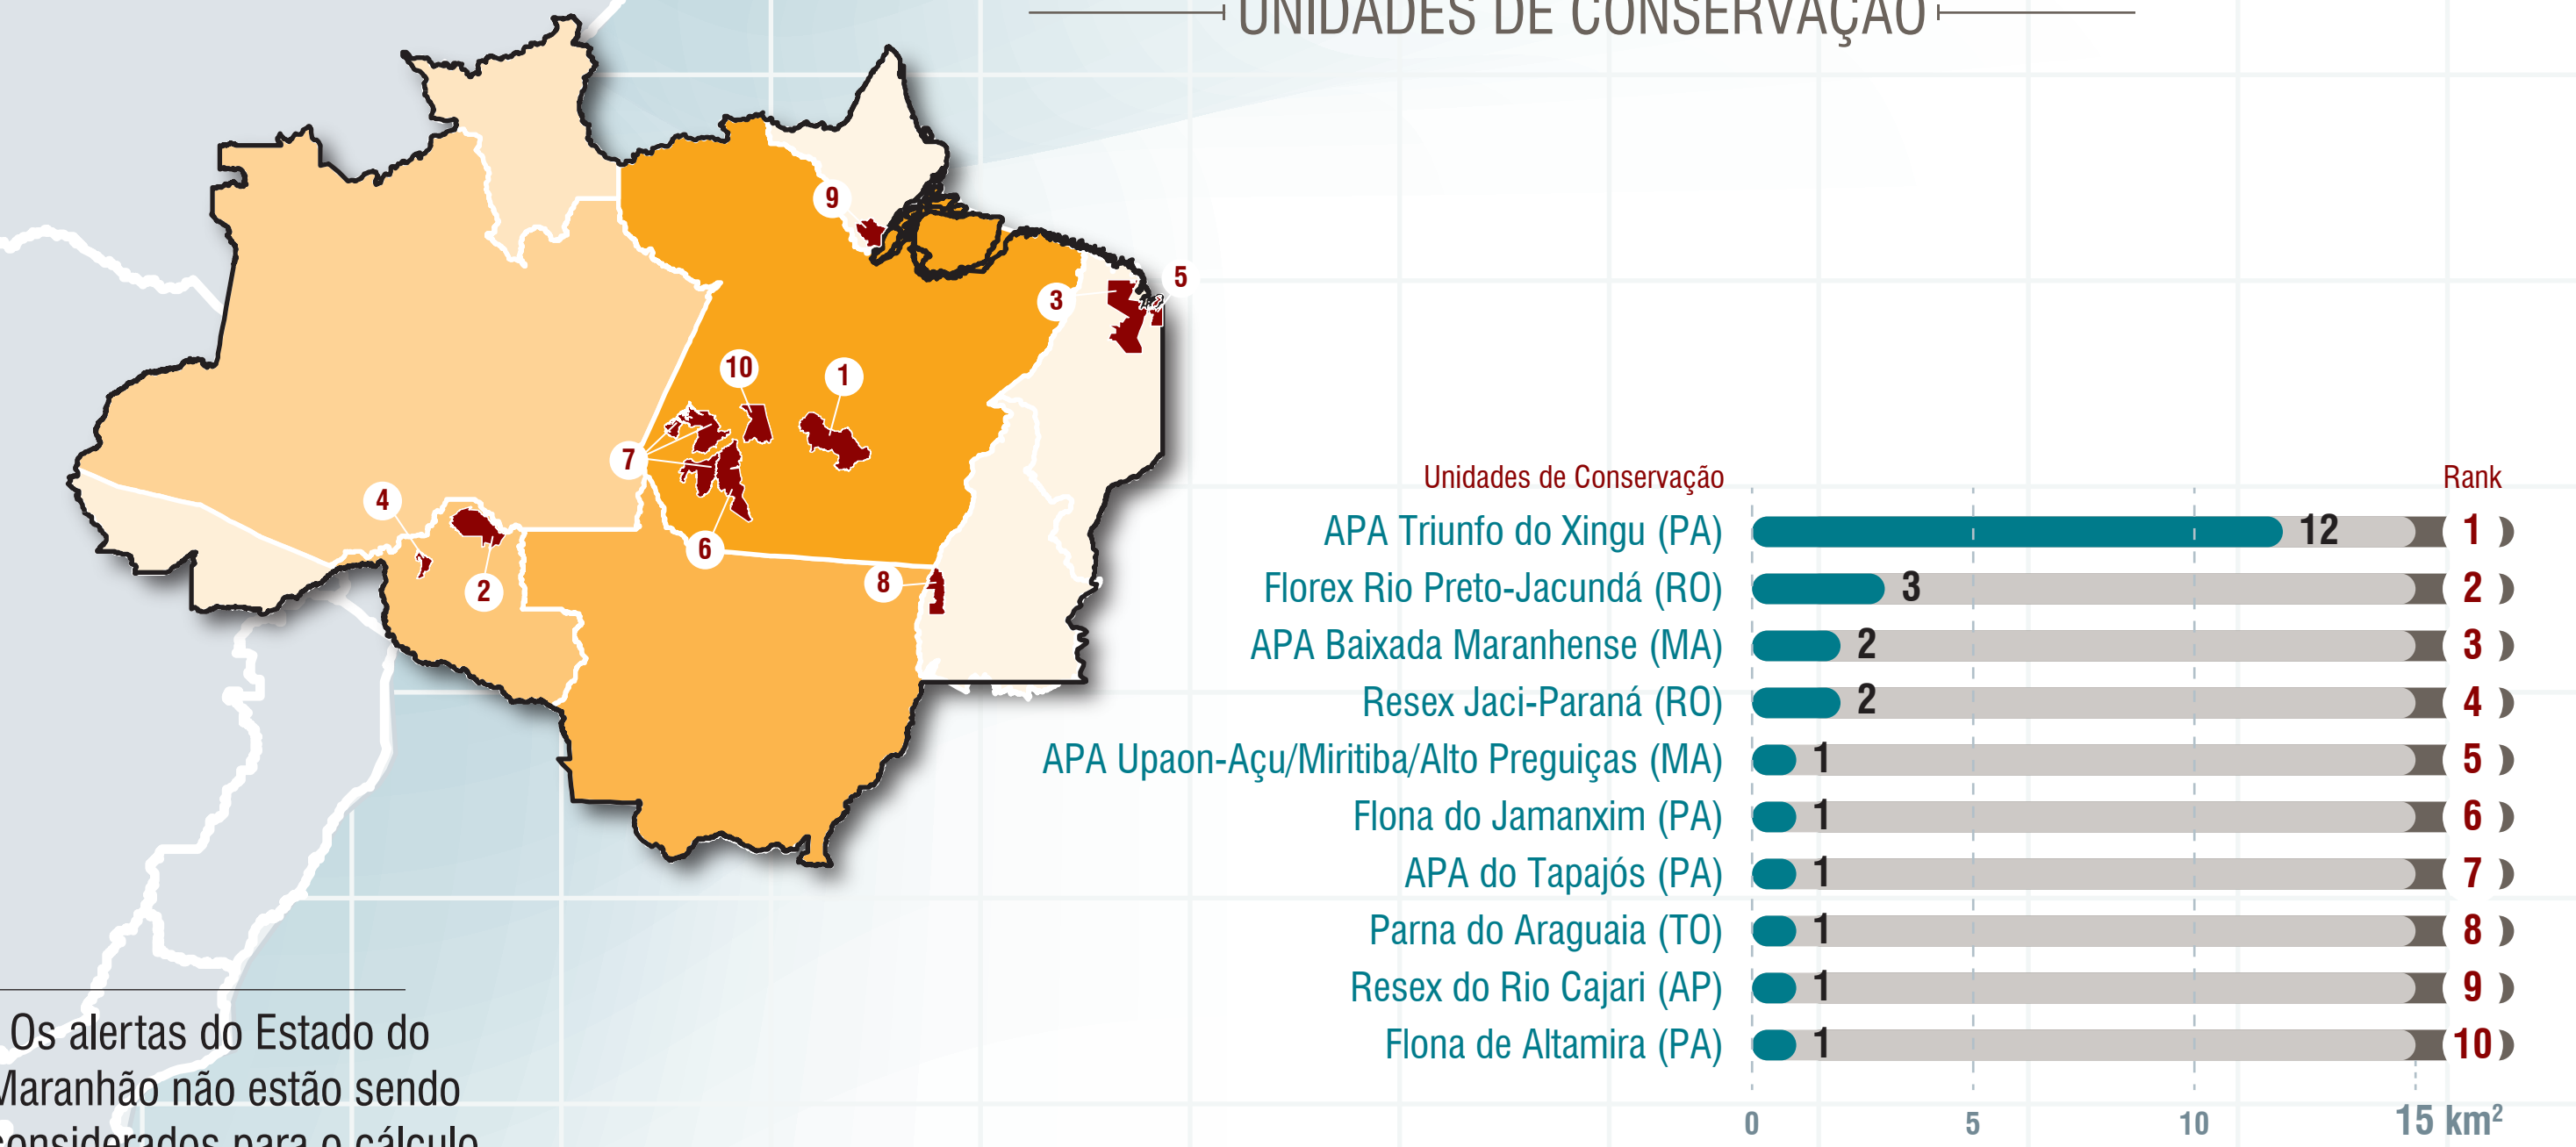 UNIDADES DE CONSERVAÇÃO
9
5
3
10
1
7
4
6
2
8
Unidades de Conservação Rank
APA Triunfo do Xingu (PA) 12 1
Florex Rio Preto-Jacundá (RO) 3 2
APA Baixada Maranhense (MA) 2 3
Resex Jaci-Paraná (RO) 2 4
APA Upaon-Açu/Miritiba/Alto Preguiças (MA) 1 5
Flona do Jamanxim (PA) 1 6
APA do Tapajós (PA) 1 7
Parna do Araguaia (TO) 1 8
Resex do Rio Cajari (AP) 1 9
Flona de Altamira (PA) 1 10
0 5 10 15 km²
Os alertas do Estado do
Maranhão não estão sendo
considerados para o cálculo